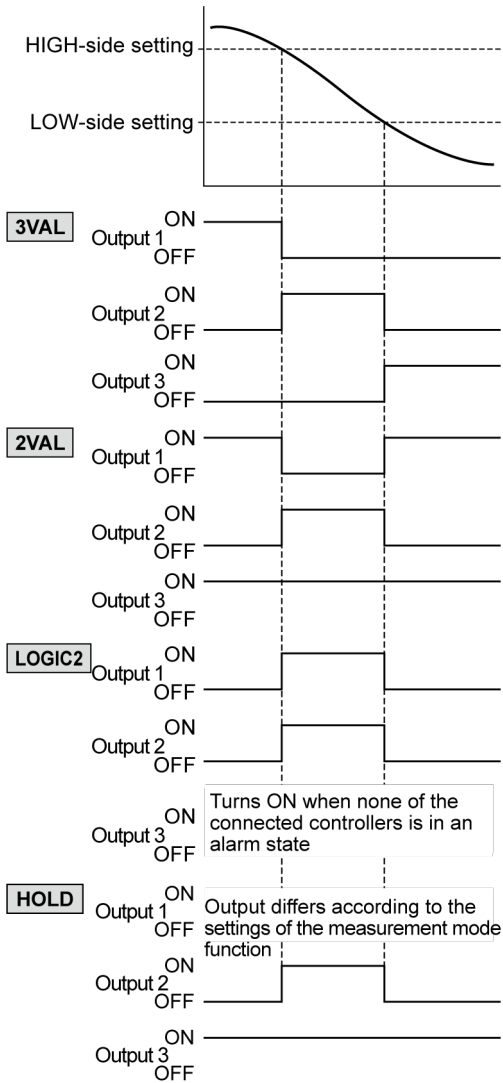 HIGH-side setting
LOW-side setting
3VAL
ON
Output 1
OFF
ON
Output 2
OFF
ON
Output 3
OFF
2VAL
ON
Output 1
OFF
ON
Output 2
OFF
ON
Output 3
OFF
LOGIC2
ON
Output 1
OFF
ON
Output 2
OFF
ON
Output 3
OFF
Turns ON when none of the
connected controllers is in an
alarm state
HOLD
ON
Output 1
OFF
Output differs according to the
settings of the measurement mode
function
ON
Output 2
OFF
ON
Output 3
OFF